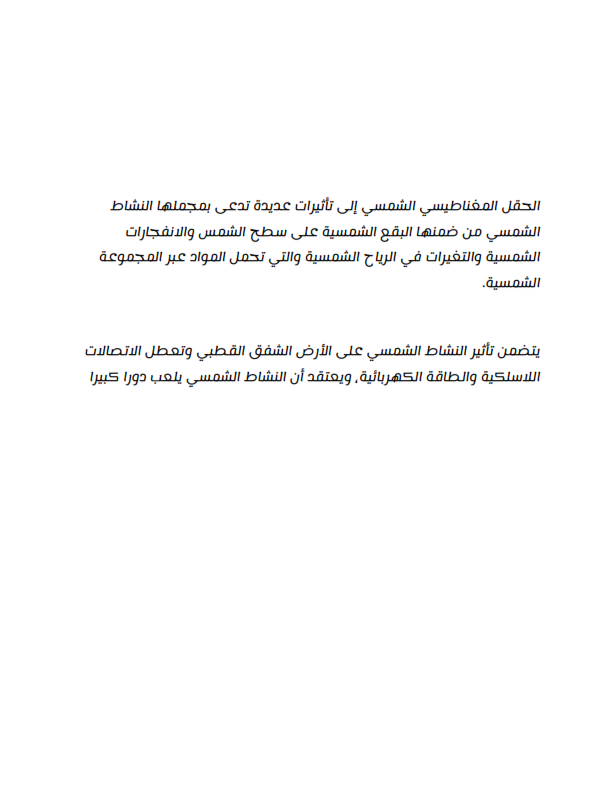 الحقل المغناطيسي الشمسي إلى تأثيرات عديدة تدعى بمجملها النشاط
الشمسي من ضمنها البقع الشمسية على سطح الشمس والانفجارات
الشمسية والتغيرات في الرياح الشمسية والتي تحمل المواد عبر المجموعة
الشمسية.
يتضمن تأثير النشاط الشمسي على الأرض الشفق القطبي وتعطل الاتصالات
اللاسلكية والطاقة الكهربائية، ويعتقد أن النشاط الشمسي يلعب دورا كبيرا